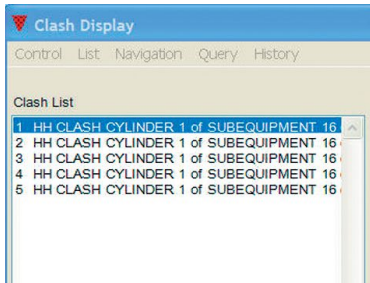 Clash Display
Control List Navigation Query History
Clash List
1 HH CLASH CYLINDER 1 of SUBEQUIPMENT 16
2 HH CLASH CYLINDER 1 of SUBEQUIPMENT 16
3 HH CLASH CYLINDER 1 of SUBEQUIPMENT 16
4 HH CLASH CYLINDER 1 of SUBEQUIPMENT 16
5 HH CLASH CYLINDER 1 of SUBEQUIPMENT 16